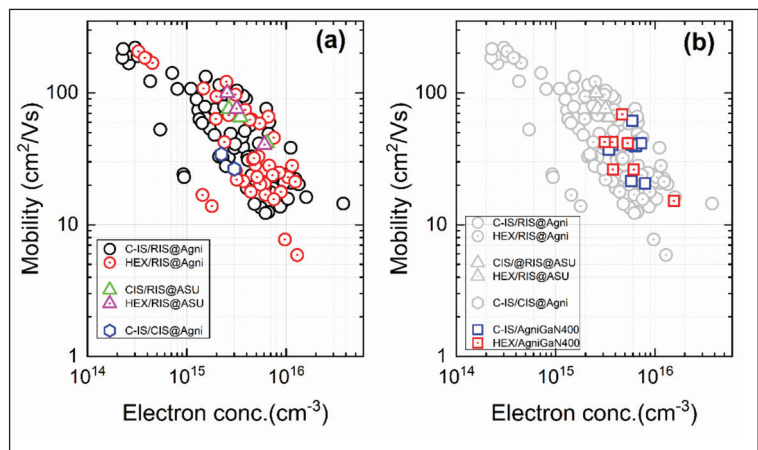 (a)
Mobility (cm²/Vs)
100
10
1
C-IS/RIS@Agni
HEX/RIS@Agni
CIS/RIS@ASU
HEX/RIS@ASU
C-IS/CIS@Agni
10¹⁴
10¹⁵
10¹⁶
Electron conc.(cm⁻³)
(b)
Mobility (cm²/Vs)
100
10
1
C-IS/RIS@Agni
HEX/RIS@Agni
CIS/@RIS@ASU
HEX/RIS@ASU
C-IS/CIS@Agni
C-IS/AgniGaN400
HEX/AgniGaN400
10¹⁴
10¹⁵
10¹⁶
Electron conc.(cm⁻³)